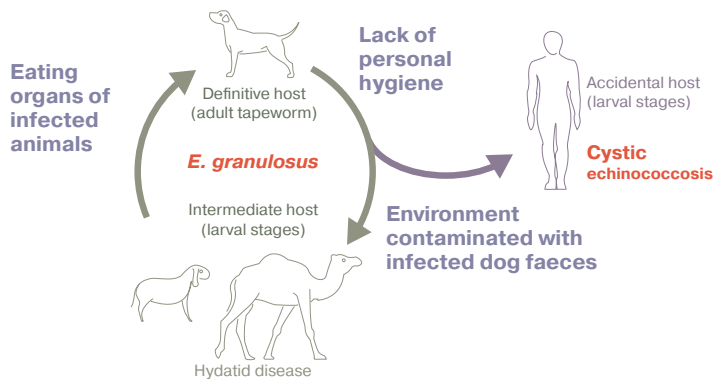 Eating
organs of
infected
animals
Definitive host
(adult tapeworm)
Lack of
personal
hygiene
Accidental host
(larval stages)
Cystic
echinococcosis
E. granulosus
Intermediate host
(larval stages)
Environment
contaminated with
infected dog faeces
Hydatid disease